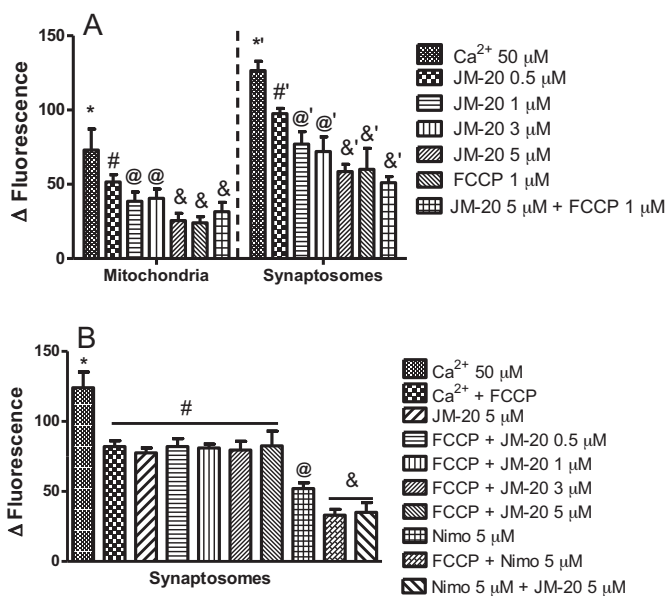 A
150
100
50
0
Δ Fluorescence
* # @ @ & & &
*' #' @' @' &' &' &'
Mitochondria Synaptosomes
Ca²⁺ 50 μM
JM-20 0.5 μM
JM-20 1 μM
JM-20 3 μM
JM-20 5 μM
FCCP 1 μM
JM-20 5 μM + FCCP 1 μM
B
150
100
50
0
Δ Fluorescence
* # @ &
Synaptosomes
Ca²⁺ 50 μM
Ca²⁺ + FCCP
JM-20 5 μM
FCCP + JM-20 0.5 μM
FCCP + JM-20 1 μM
FCCP + JM-20 3 μM
FCCP + JM-20 5 μM
Nimo 5 μM
FCCP + Nimo 5 μM
Nimo 5 μM + JM-20 5 μM